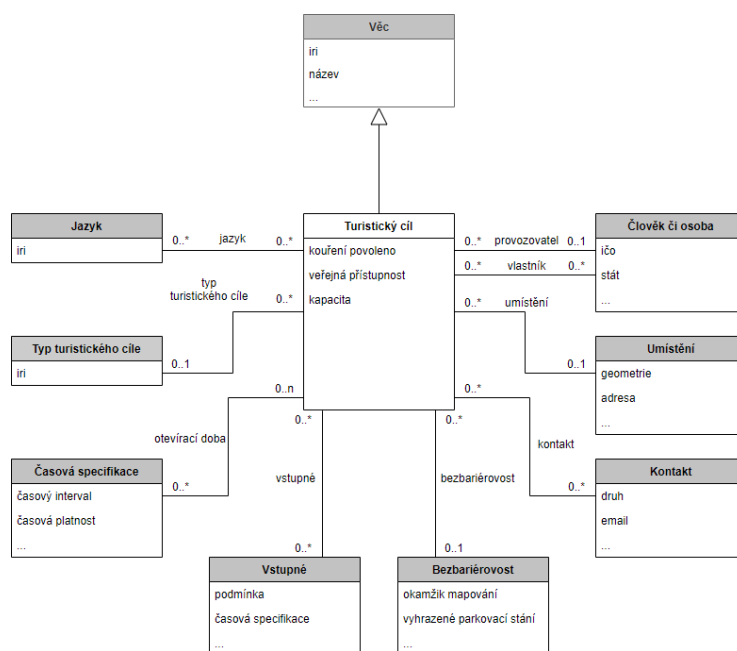 Věc
iri
název
...
Jazyk
iri
0..* jazyk 0..*
Turistický cíl
kouření povoleno
veřejná přístupnost
kapacita
0..* provozovatel 0..1
0..* vlastník 0..*
Člověk či osoba
ičo
stát
...
typ
turistického cíle
0..*
0..1
Typ turistického cíle
iri
0..* umístění
0..1
Umístění
geometrie
adresa
...
0..n
otevírací doba
0..*
Časová specifikace
časový interval
časová platnost
...
0..*
kontakt
0..*
Kontakt
druh
email
...
0..*
vstupné
0..*
Vstupné
podmínka
časová specifikace
...
0..*
bezbariérovost
0..1
Bezbariérovost
okamžik mapování
vyhrazené parkovací stání
...